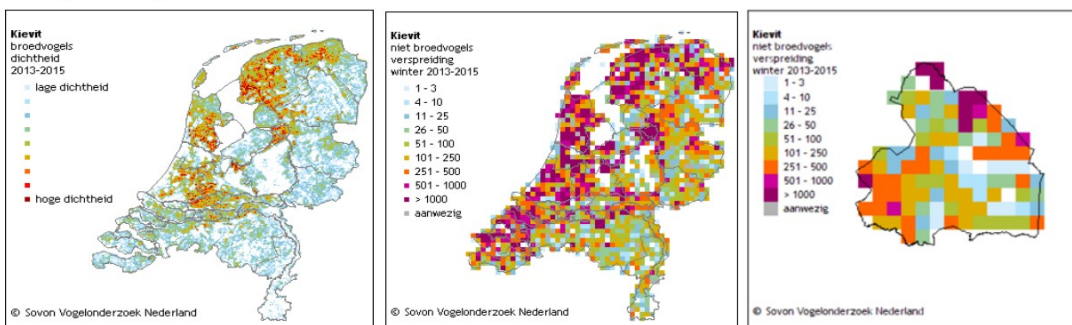 Kievit
broedvogels
dichtheid
2013-2015
lage dichtheid
hoge dichtheid
© Sovon Vogelonderzoek Nederland
Kievit
niet broedvogels
verspreiding
winter 2013-2015
1 - 3
4 - 10
11 - 25
26 - 50
51 - 100
101 - 250
251 - 500
501 - 1000
> 1000
aanwezig
© Sovon Vogelonderzoek Nederland
Kievit
niet broedvogels
verspreiding
winter 2013-2015
1 - 3
4 - 10
11 - 25
26 - 50
51 - 100
101 - 250
251 - 500
501 - 1000
> 1000
aanwezig
© Sovon Vogelonderzoek Nederland